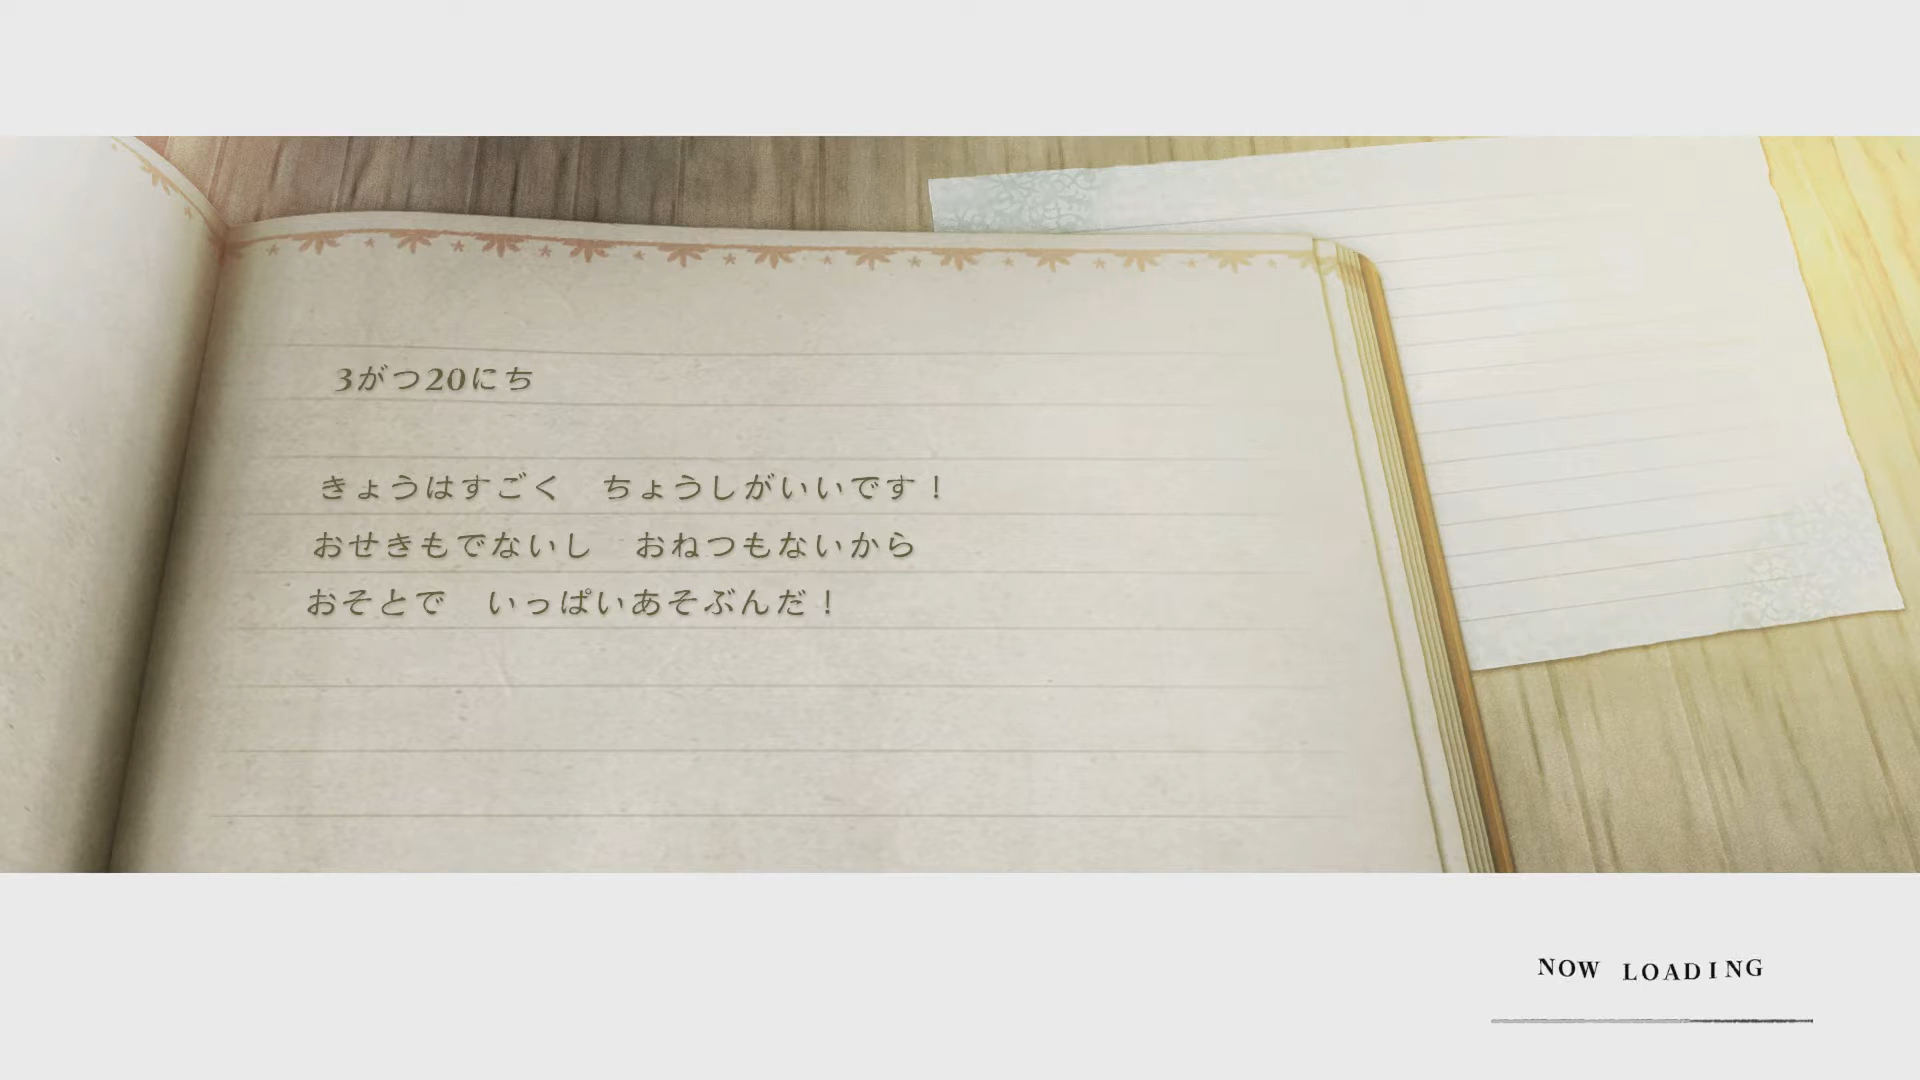 3がつ20にち
きょうはすごく　ちょうしがいいです！
おせきもでないし　おねつもないから
おそとで　いっぱいあそぶんだ！
NOW LOADING